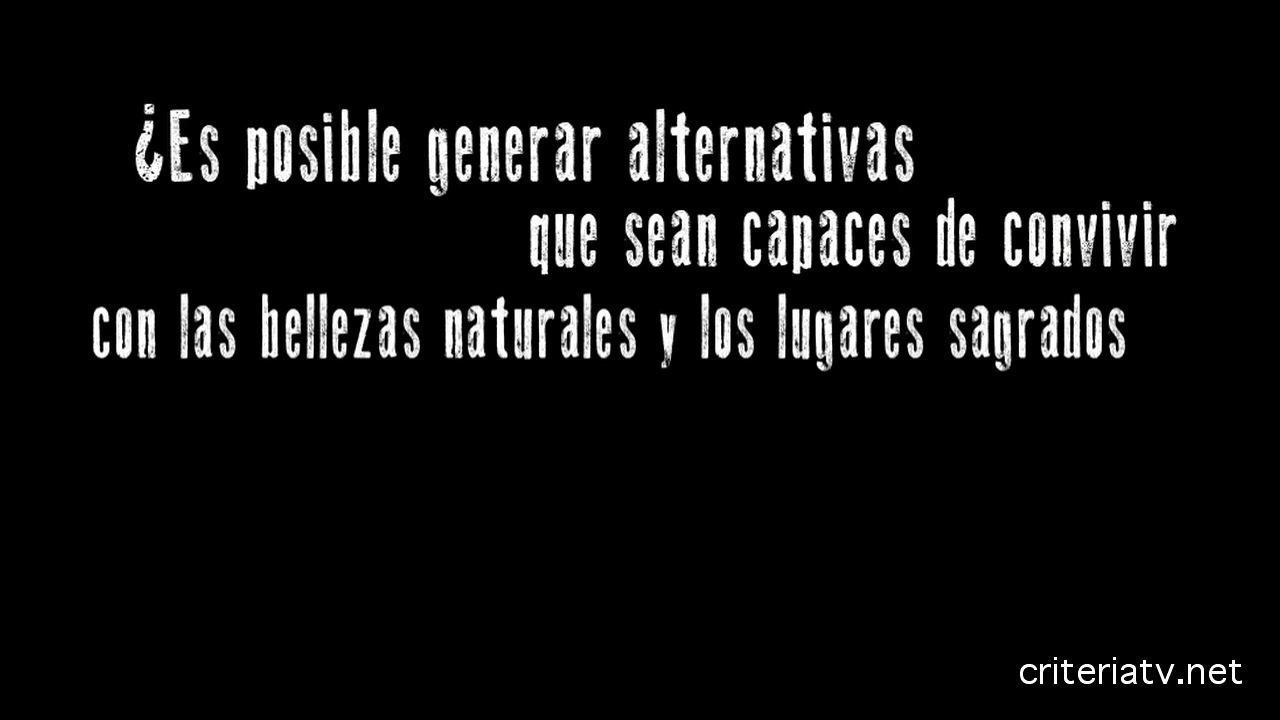 ¿Es posible generar alternativas
que sean capaces de convivir
con las bellezas naturales y los lugares sagrados
criteriatv.net